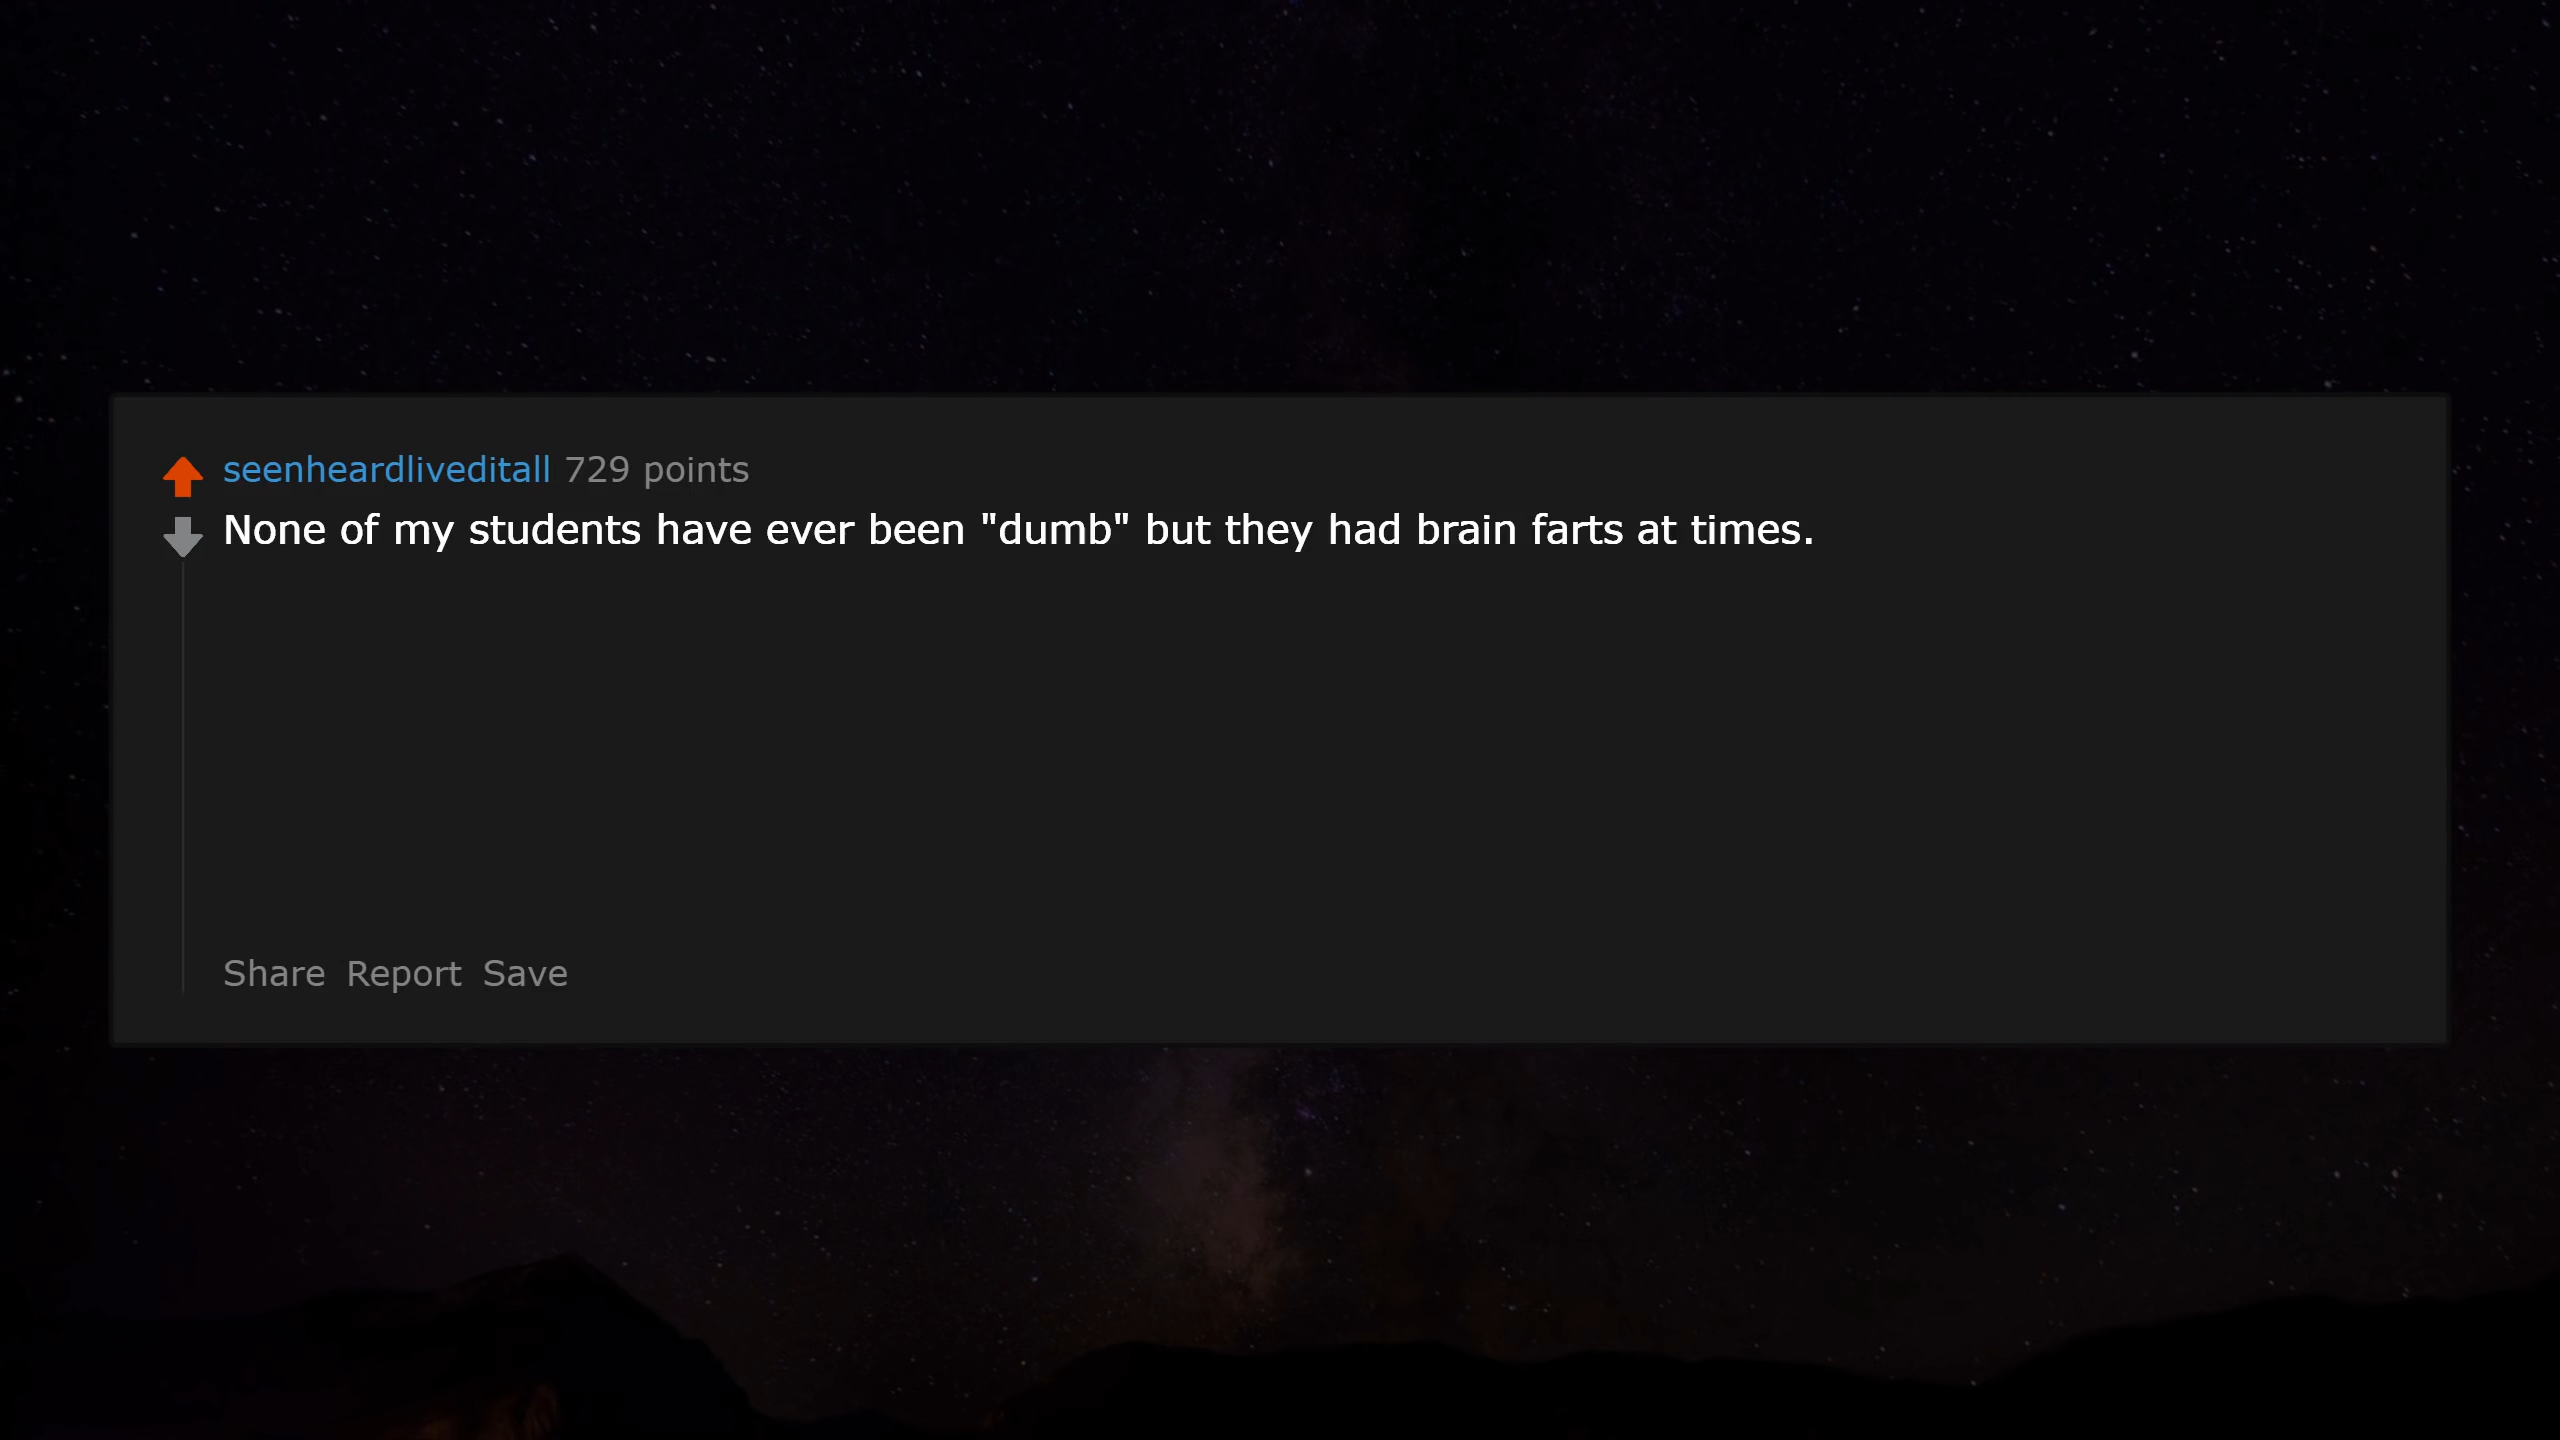 seenheardliveditall 729 points
None of my students have ever been "dumb" but they had brain farts at times.
Share Report Save